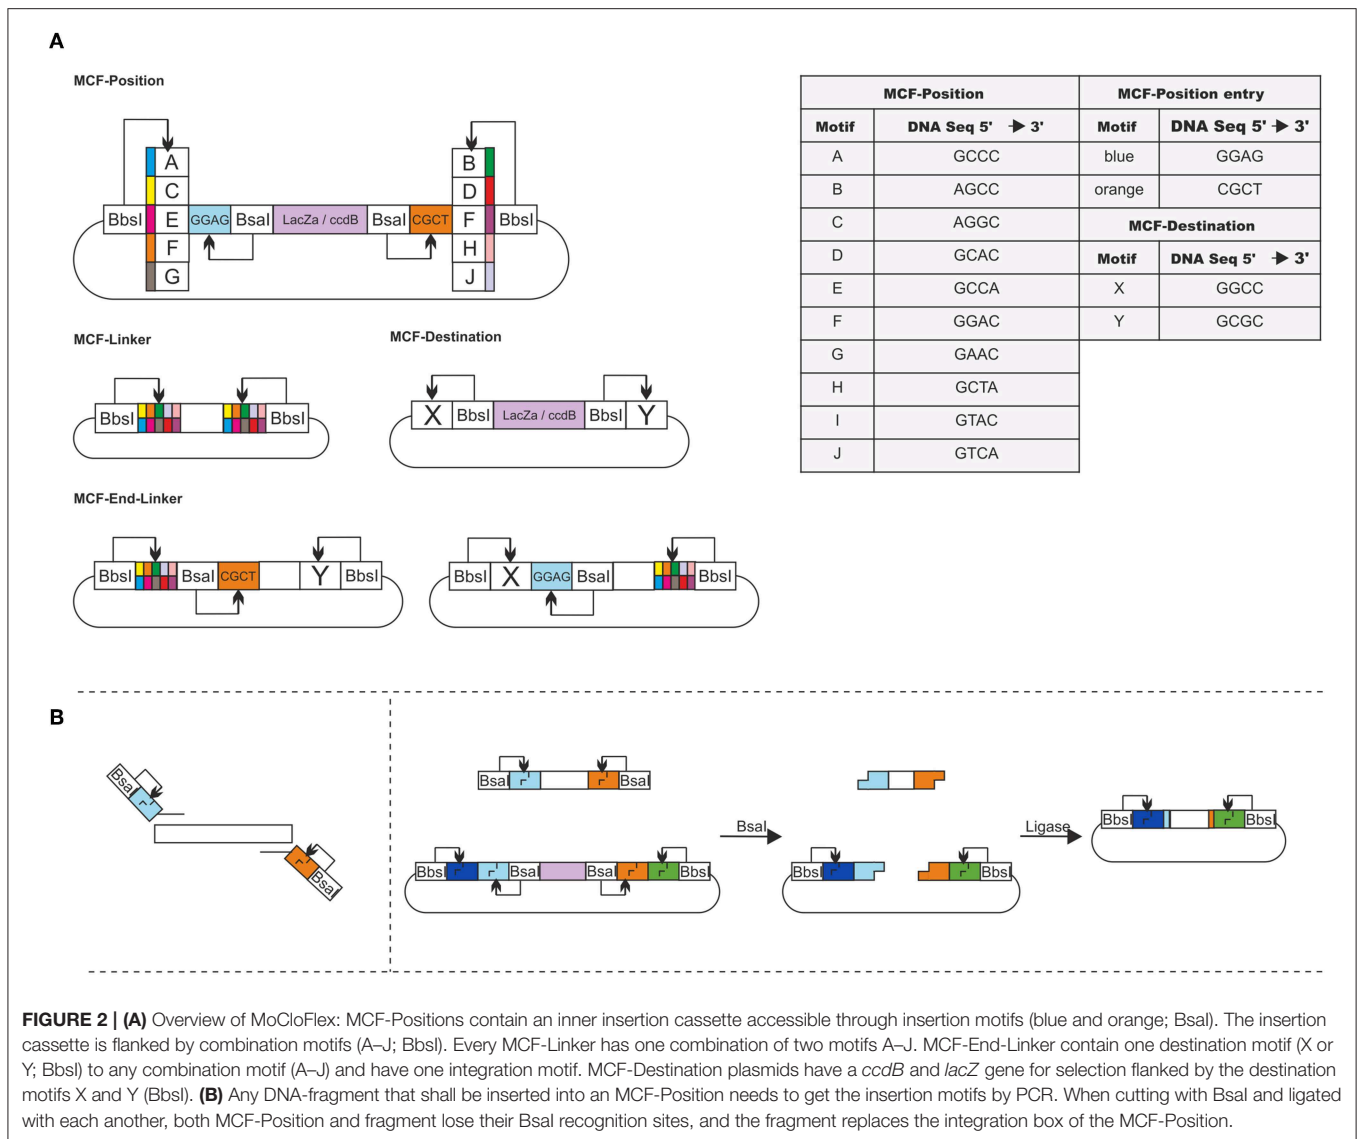 A
MCF-Position
A
C
E
F
G
B
D
F
H
J
BbsI
GGAG
BsaI
LacZa / ccdB
BsaI
CGCT
BbsI
MCF-Linker
BbsI
BbsI
MCF-Destination
X
BbsI
LacZa / ccdB
BbsI
Y
MCF-End-Linker
BbsI
BsaI
CGCT
Y
BbsI
BbsI
X
GGAG
BsaI
BbsI
MCF-Position MCF-Position entry
Motif DNA Seq 5' 3' Motif DNA Seq 5' 3'
A GCCC blue GGAG
B AGCC orange CGCT
C AGGC MCF-Destination
D GCAC Motif DNA Seq 5' 3'
E GCCA X GGCC
F GGAC Y GCGC
G GAAC
H GCTA
I GTAC
J GTCA
B
BsaI
BsaI
BsaI
BsaI
BbsI
BsaI
BsaI
BbsI
BsaI
BbsI
BbsI
Ligase
BbsI
BbsI
FIGURE 2 | (A) Overview of MoCloFlex: MCF-Positions contain an inner insertion cassette accessible through insertion motifs (blue and orange; BsaI). The insertion
cassette is flanked by combination motifs (A–J; BbsI). Every MCF-Linker has one combination of two motifs A–J. MCF-End-Linker contain one destination motif (X or
Y; BbsI) to any combination motif (A–J) and have one integration motif. MCF-Destination plasmids have a ccdB and lacZ gene for selection flanked by the destination
motifs X and Y (BbsI). (B) Any DNA-fragment that shall be inserted into an MCF-Position needs to get the insertion motifs by PCR. When cutting with BsaI and ligated
with each another, both MCF-Position and fragment lose their BsaI recognition sites, and the fragment replaces the integration box of the MCF-Position.